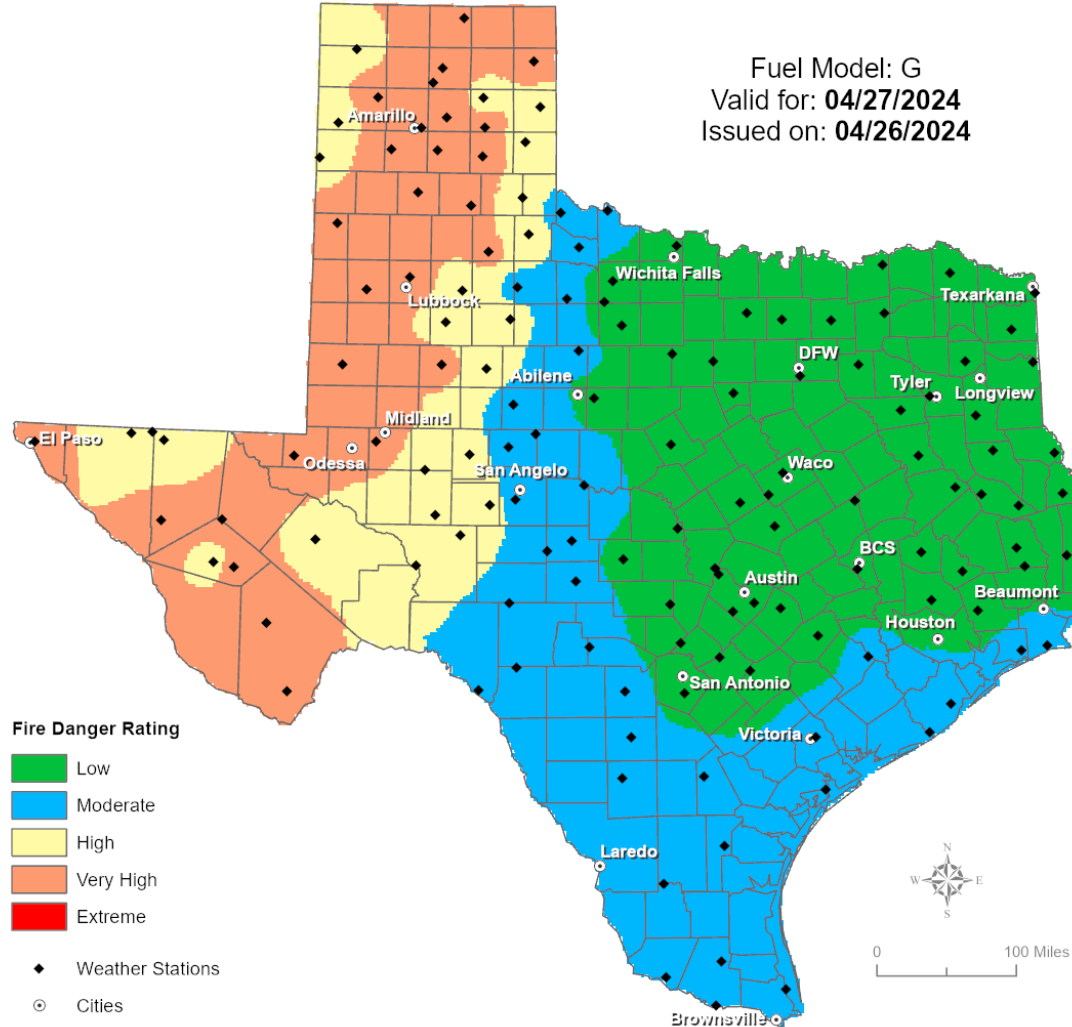 Fuel Model: G
Valid for: 04/27/2024
Issued on: 04/26/2024
Amarillo
Wichita Falls
Lubbock
Texarkana
DFW
Abilene
Tyler
Longview
Midland
El Paso
Odessa
Waco
San Angelo
BCS
Austin
Beaumont
Houston
San Antonio
Victoria
Laredo
Brownsville
Fire Danger Rating
Low
Moderate
High
Very High
Extreme
Weather Stations
Cities
N
W E
S
0 100 Miles